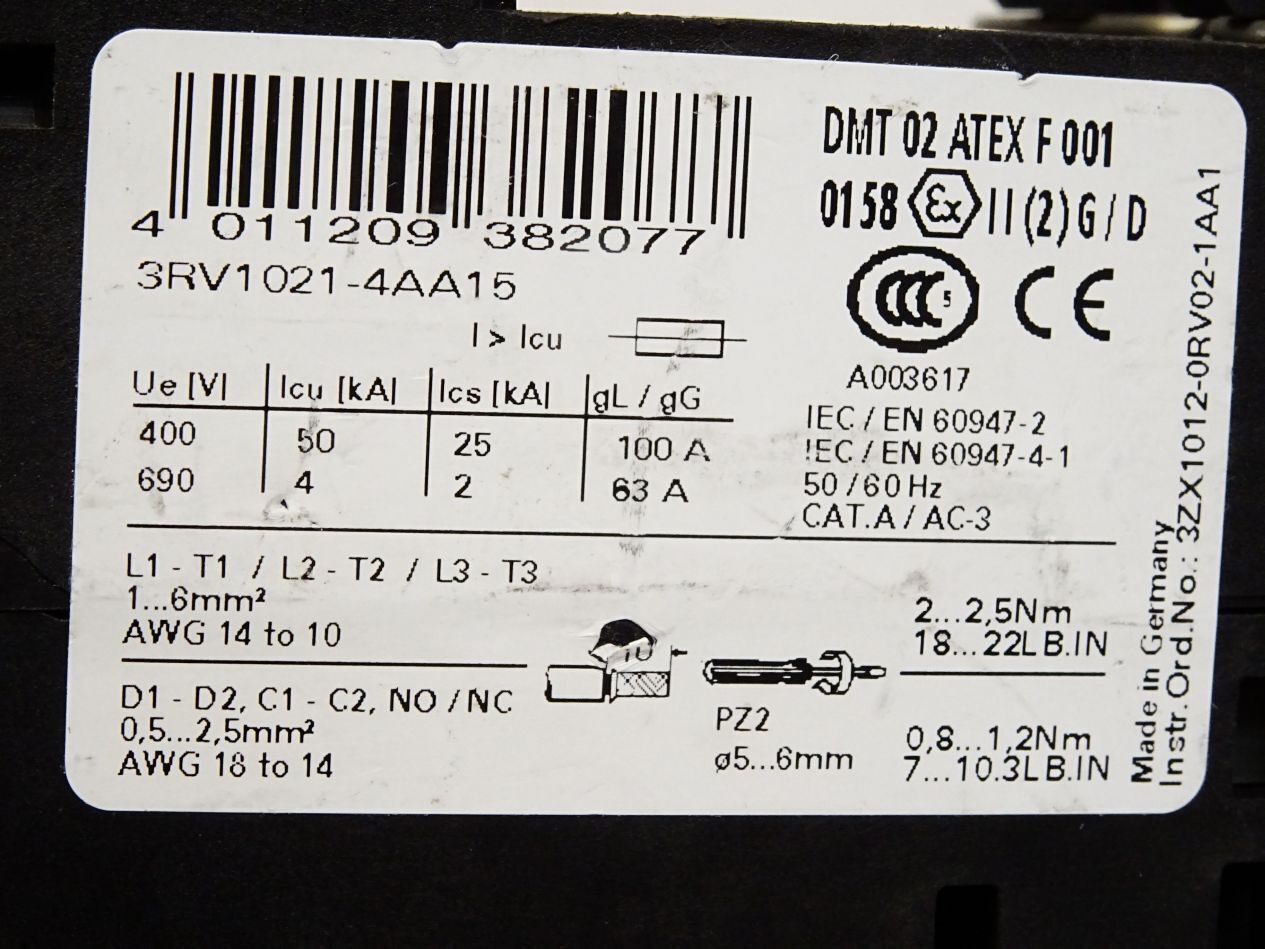 4 011209 382077
3RV1021-4AA15
I > Icu
Ue [V] Icu [kA] Ics [kA] gL / gG
400 50 25 100 A
690 4 2 63 A
DMT 02 ATEX F 001
0158 Ex II (2) G / D
CCC 5 CE
A003617
IEC / EN 60947-2
IEC / EN 60947-4-1
50 / 60 Hz
CAT.A / AC-3
L1 - T1 / L2 - T2 / L3 - T3
1...6mm²
AWG 14 to 10
2...2,5Nm
18...22LB.IN
D1 - D2, C1 - C2, NO / NC
0,5...2,5mm²
AWG 18 to 14
PZ2
ø5...6mm
0,8...1,2Nm
7...10.3LB.IN
Made in Germany
Instr. Ord.No.: 3ZX1012-0RV02-1AA1